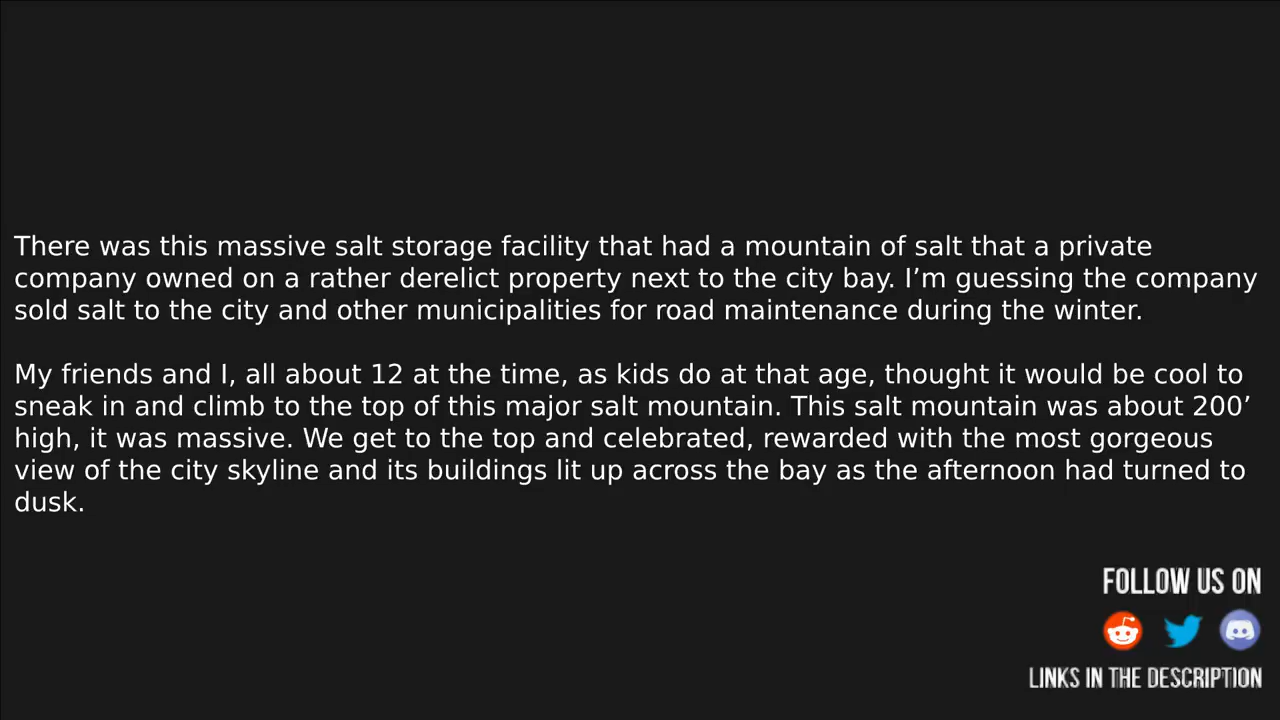 There was this massive salt storage facility that had a mountain of salt that a private
company owned on a rather derelict property next to the city bay. I’m guessing the company
sold salt to the city and other municipalities for road maintenance during the winter.
My friends and I, all about 12 at the time, as kids do at that age, thought it would be cool to
sneak in and climb to the top of this major salt mountain. This salt mountain was about 200’
high, it was massive. We get to the top and celebrated, rewarded with the most gorgeous
view of the city skyline and its buildings lit up across the bay as the afternoon had turned to
dusk.
FOLLOW US ON
LINKS IN THE DESCRIPTION